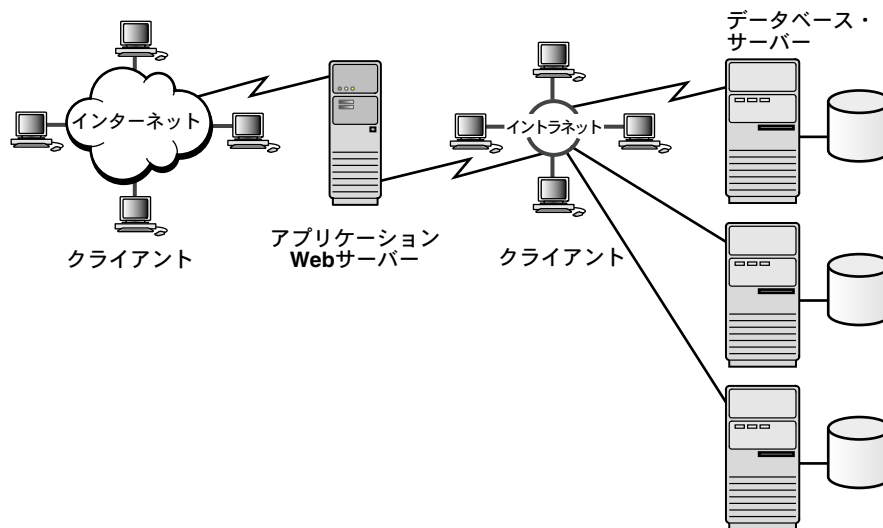 データベース・
サーバー
インターネット
イントラネット
クライアント
アプリケーション
Webサーバー
クライアント